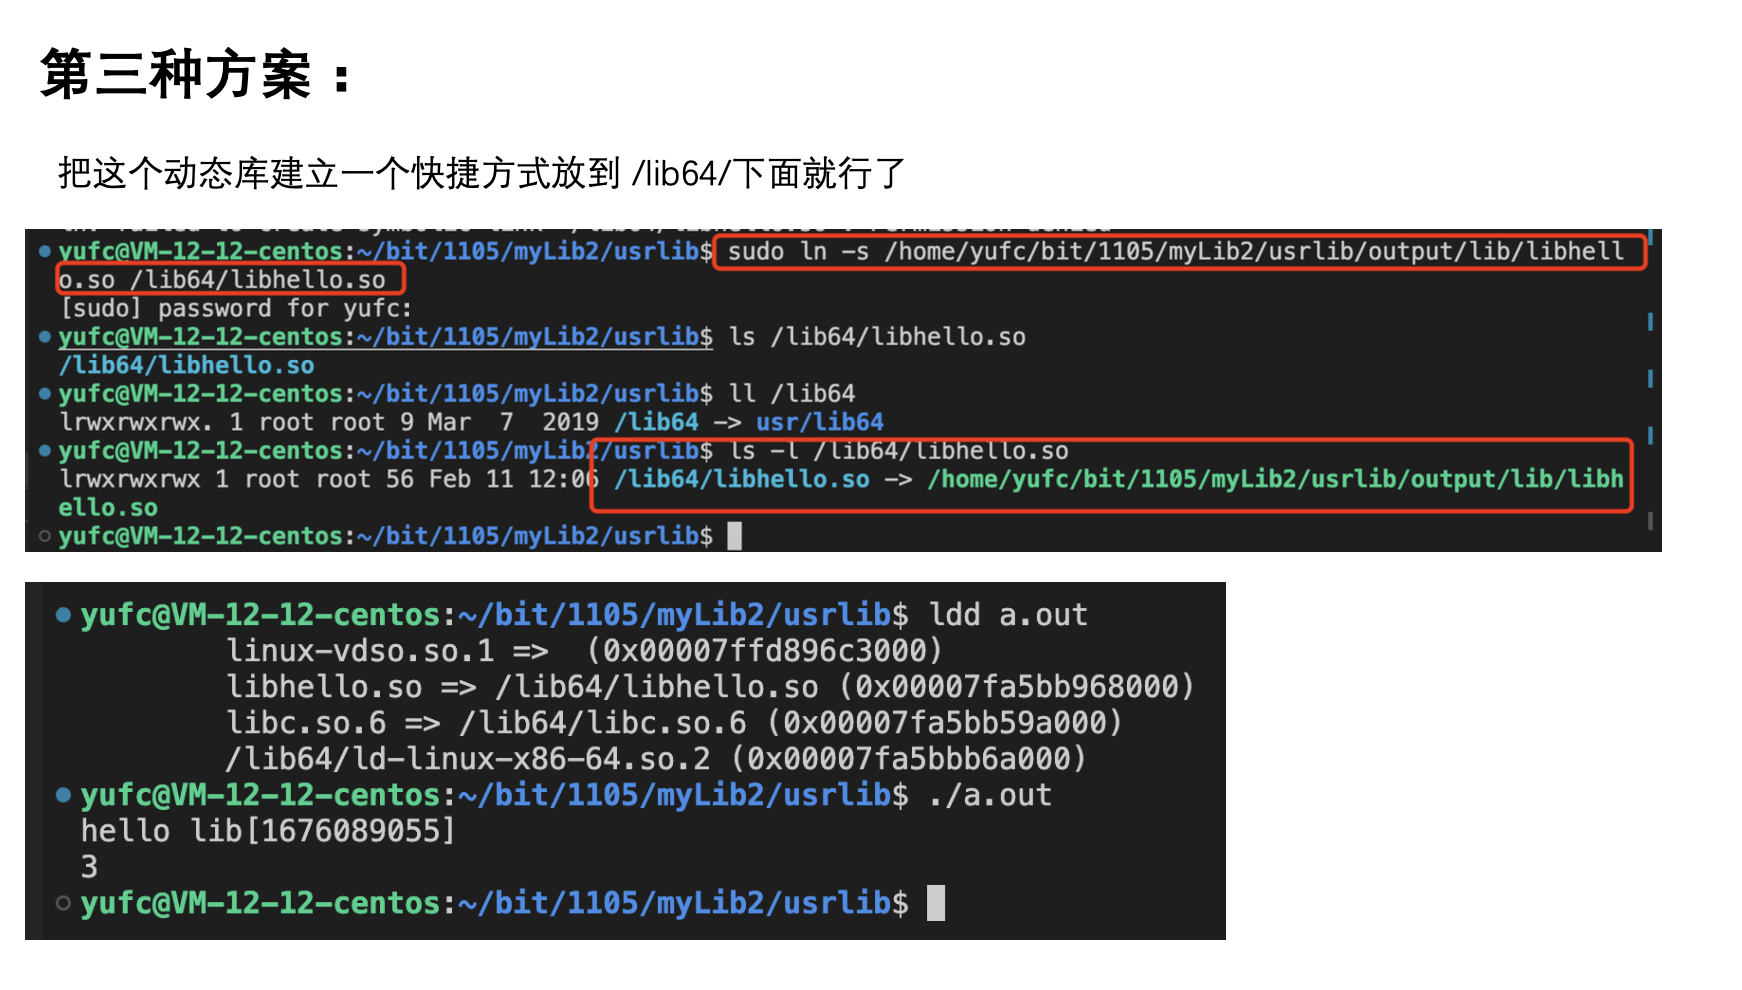 第三种方案：
把这个动态库建立一个快捷方式放到 /lib64/下面就行了
yufc@VM-12-12-centos:~/bit/1105/myLib2/usrlib$ sudo ln -s /home/yufc/bit/1105/myLib2/usrlib/output/lib/libhell
o.so /lib64/libhello.so
[sudo] password for yufc:
yufc@VM-12-12-centos:~/bit/1105/myLib2/usrlib$ ls /lib64/libhello.so
/lib64/libhello.so
yufc@VM-12-12-centos:~/bit/1105/myLib2/usrlib$ ll /lib64
lrwxrwxrwx. 1 root root 9 Mar  7  2019 /lib64 -> usr/lib64
yufc@VM-12-12-centos:~/bit/1105/myLib2/usrlib$ ls -l /lib64/libhello.so
lrwxrwxrwx 1 root root 56 Feb 11 12:06 /lib64/libhello.so -> /home/yufc/bit/1105/myLib2/usrlib/output/lib/libh
ello.so
yufc@VM-12-12-centos:~/bit/1105/myLib2/usrlib$
yufc@VM-12-12-centos:~/bit/1105/myLib2/usrlib$ ldd a.out
linux-vdso.so.1 =>  (0x00007ffd896c3000)
libhello.so => /lib64/libhello.so (0x00007fa5bb968000)
libc.so.6 => /lib64/libc.so.6 (0x00007fa5bb59a000)
/lib64/ld-linux-x86-64.so.2 (0x00007fa5bbb6a000)
yufc@VM-12-12-centos:~/bit/1105/myLib2/usrlib$ ./a.out
hello lib[1676089055]
3
yufc@VM-12-12-centos:~/bit/1105/myLib2/usrlib$